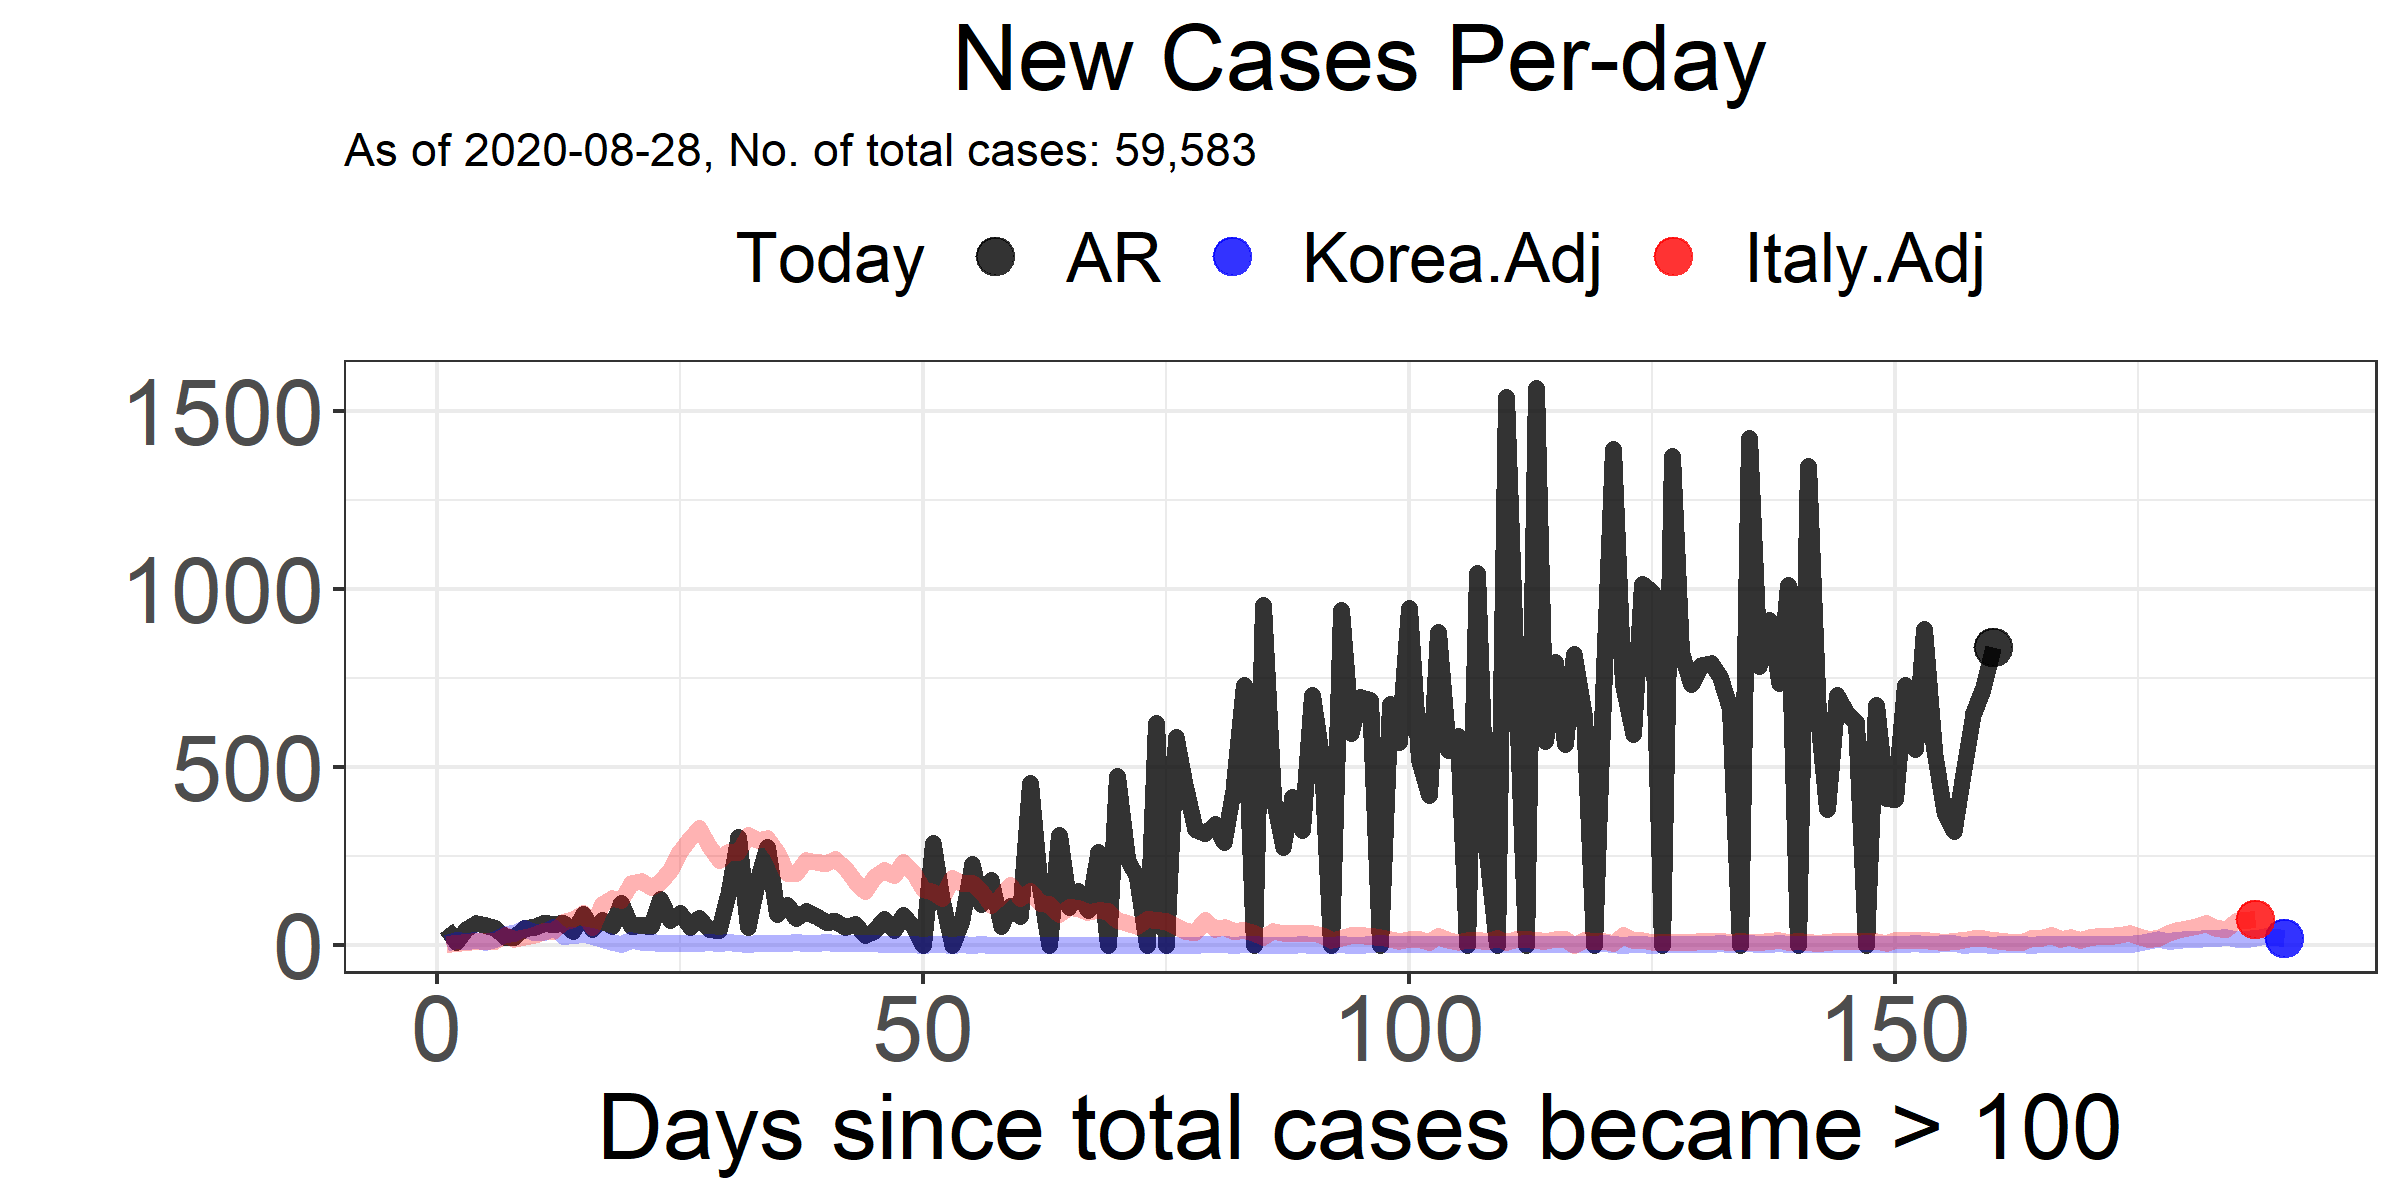 New Cases Per-day
As of 2020-08-28, No. of total cases: 59,583
Today AR Korea.Adj Italy.Adj
1500
1000
500
0
0 50 100 150
Days since total cases became > 100